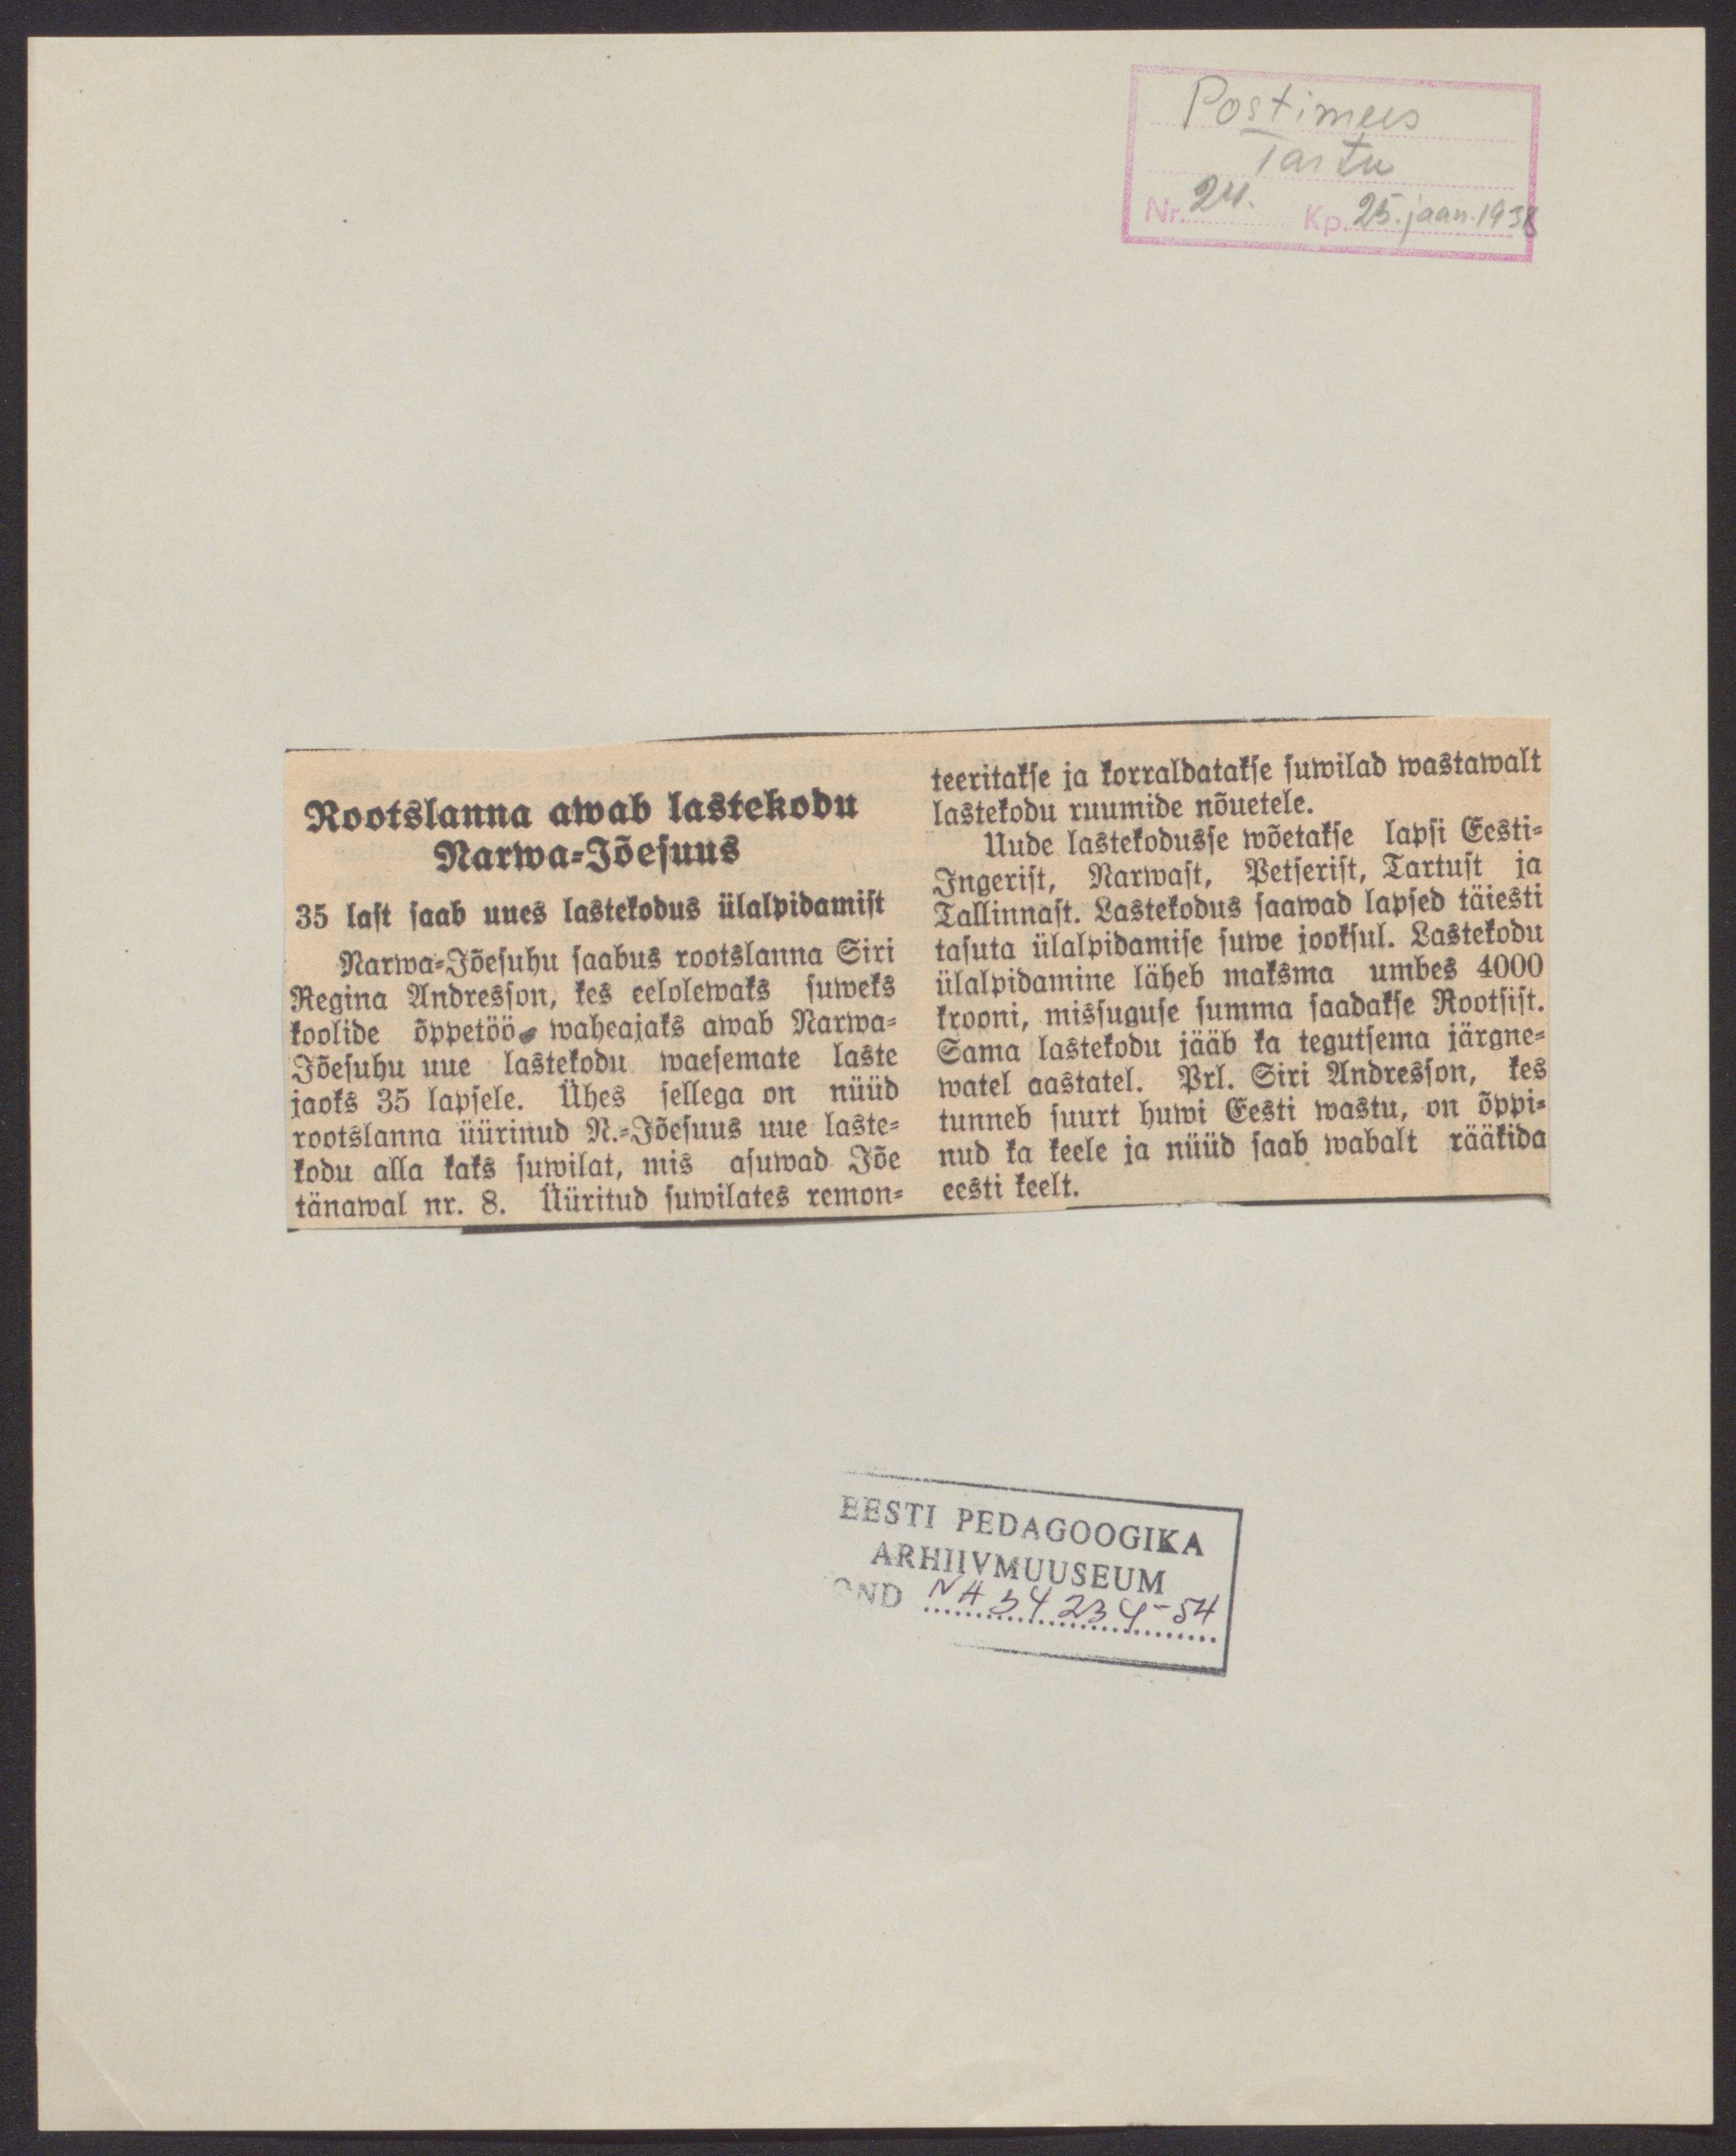 Postimees
Tartu
Nr. 24. Kp. 25. jaan. 1938
Rootslanna awab lastekodu
Narwa-Jõesuus
35 last saab uues lastekodus ülalpidamist
Narwa-Jõesuhu saabus rootslanna Siri
Regina Andresson, kes eelolewaks suweks
koolide õppetöö waheajaks awab Narwa-
Jõesuhu uue lastekodu waesemate laste
jaoks 35 lapsele. Ühes sellega on nüüd
rootslanna üürinud N.-Jõesuus uue laste-
kodu alla kaks suwilat, mis asuwad Jõe
tänawal nr. 8. Üüritud suwilates remon-
teeritakse ja korraldatakse suwilad wastawalt
lastekodu ruumide nõuetele.
Uude lastekodusse wõetakse lapsi Eesti-
Ingerist, Narwast, Petserist, Tartust ja
Tallinnast. Lastekodus saawad lapsed täiesti
tasuta ülalpidamise suwe jooksul. Lastekodu
ülalpidamine läheb maksma umbes 4000
krooni, missuguse summa saadakse Rootsist.
Sama lastekodu jääb ka tegutsema järgne-
watel aastatel. Prl. Siri Andresson, kes
tunneb suurt huwi Eesti wastu, on õppi-
nud ka keele ja nüüd saab wabalt rääkida
eesti keelt.
EESTI PEDAGOOGIKA
ARHIIVMUUSEUM
OND